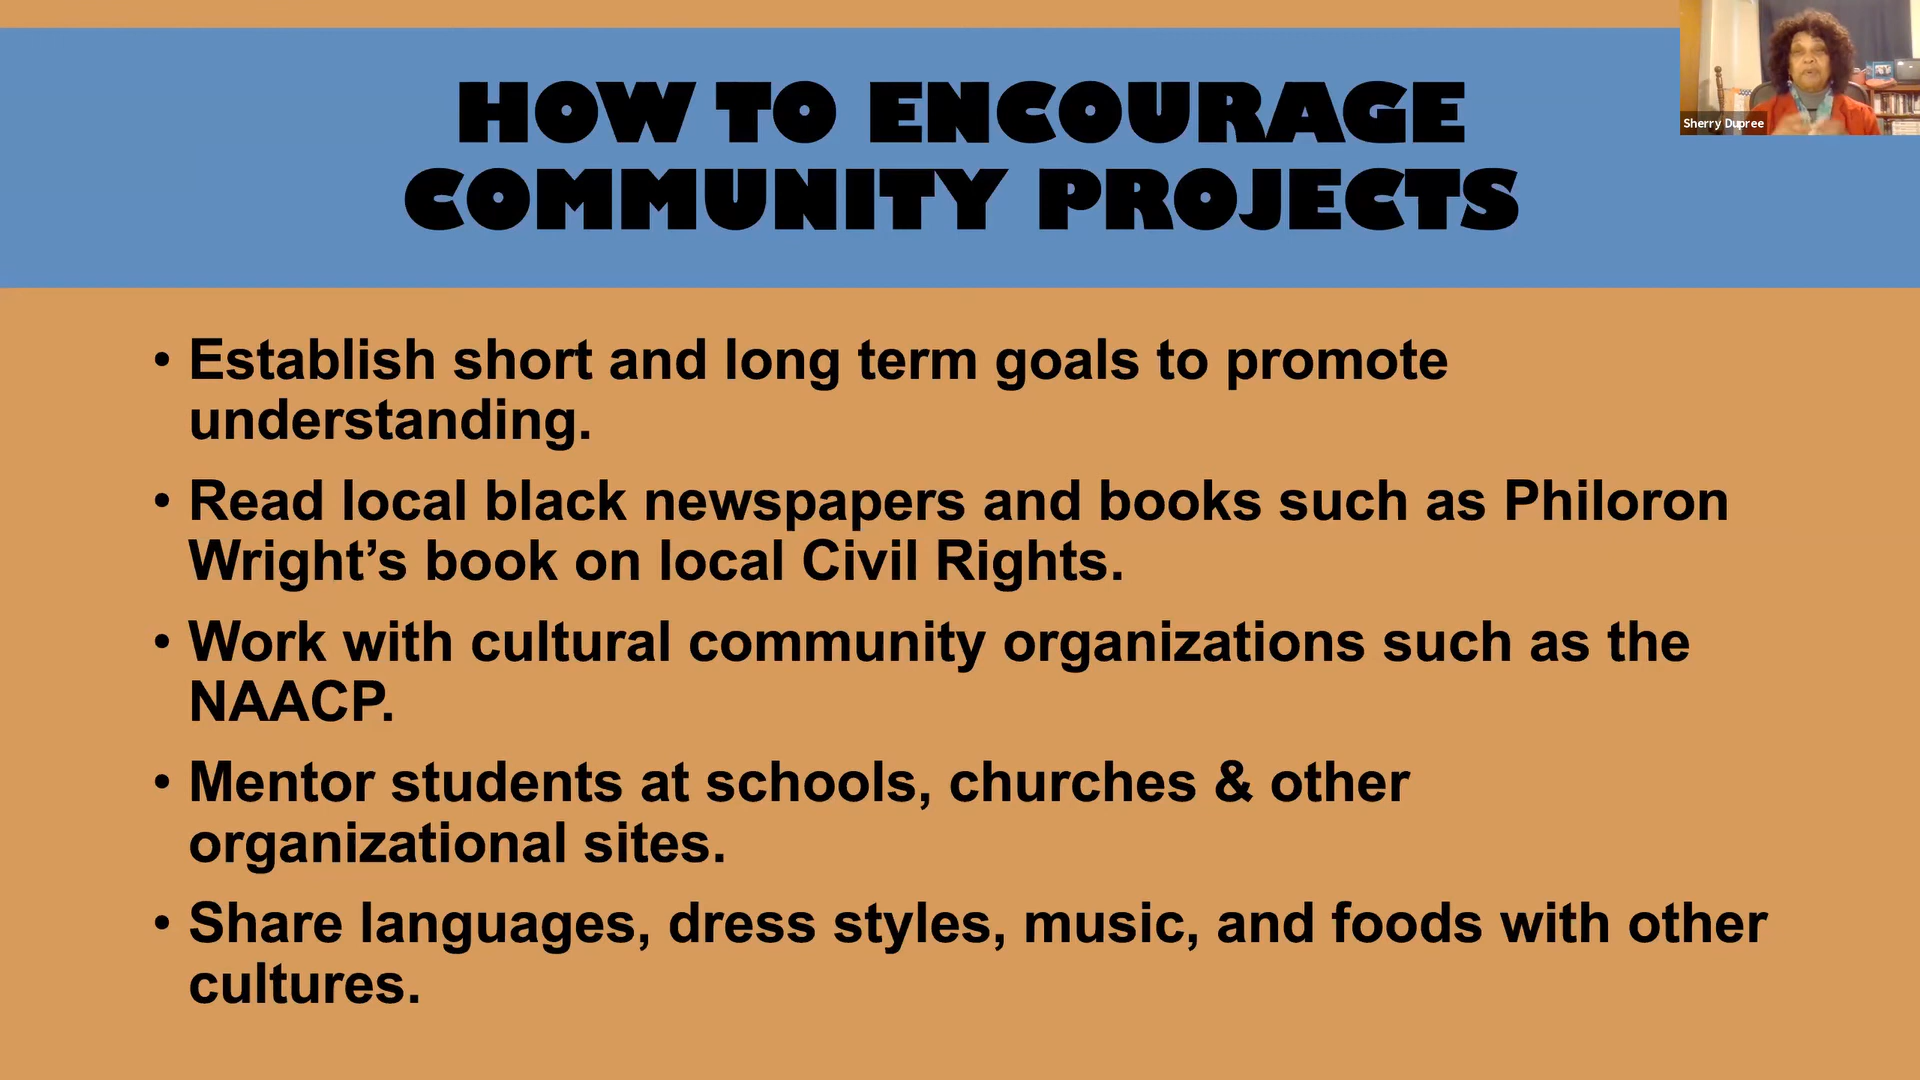 HOW TO ENCOURAGE
COMMUNITY PROJECTS
Sherry Dupree
• Establish short and long term goals to promote
understanding.
• Read local black newspapers and books such as Philoron
Wright’s book on local Civil Rights.
• Work with cultural community organizations such as the
NAACP.
• Mentor students at schools, churches & other
organizational sites.
• Share languages, dress styles, music, and foods with other
cultures.